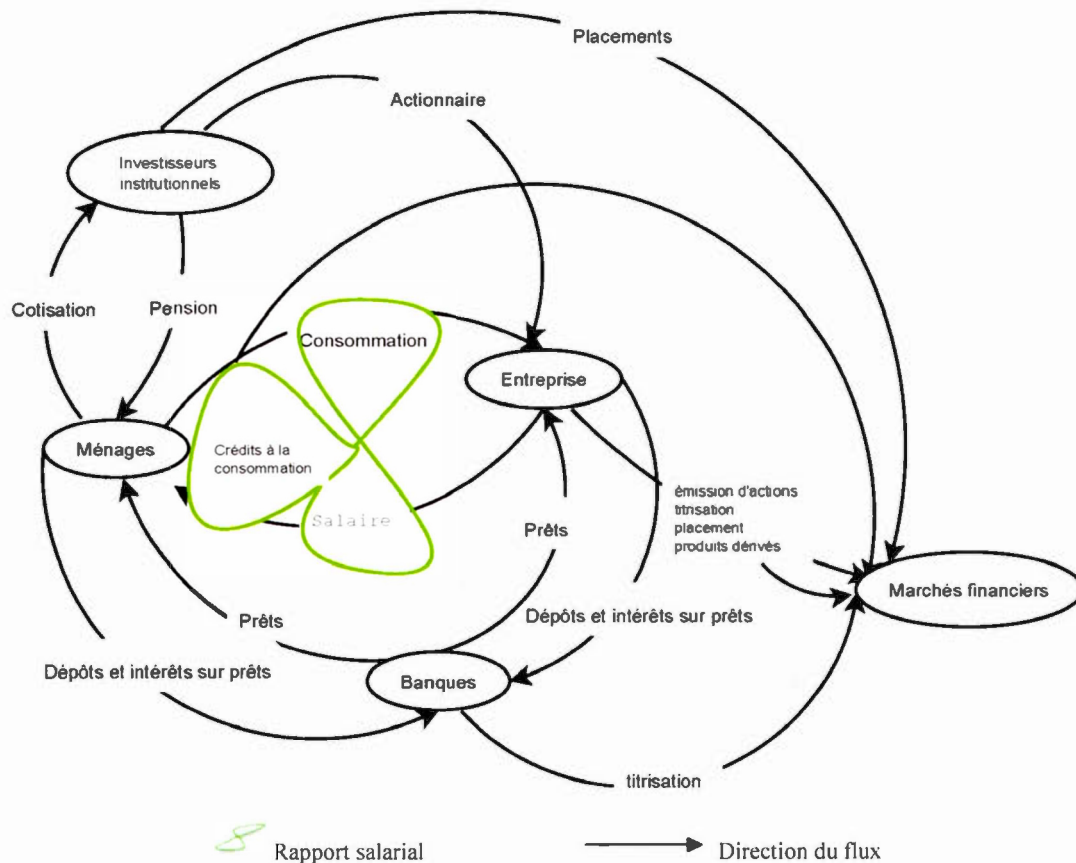 Placements
Actionnaire
Investisseurs
institutionnels
Cotisation
Pension
Consommation
Entreprise
Ménages
Crédits à la
consommation
Salaire
émission d'actions
titrisation
placement
produits dérivés
Prêts
Marchés financiers
Prêts
Dépôts et intérêts sur prêts
Dépôts et intérêts sur prêts
Banques
titrisation
Rapport salarial
Direction du flux